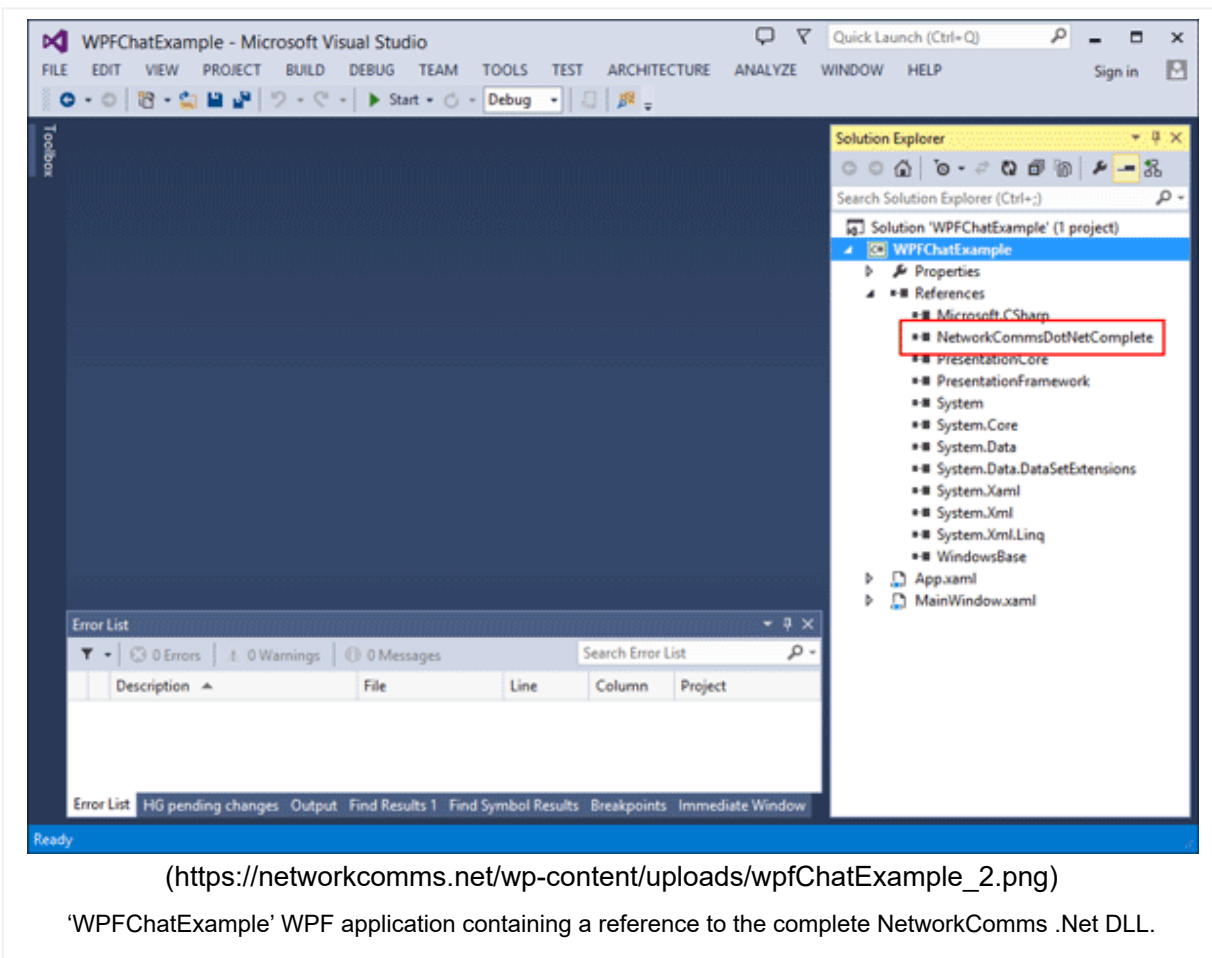 WPFChatExample - Microsoft Visual Studio
Quick Launch (Ctrl+Q)
FILE EDIT VIEW PROJECT BUILD DEBUG TEAM TOOLS TEST ARCHITECTURE ANALYZE WINDOW HELP Sign in
Start Debug
Toolbox
Solution Explorer
Search Solution Explorer (Ctrl+;)
Solution 'WPFChatExample' (1 project)
WPFChatExample
Properties
References
Microsoft.CSharp
NetworkCommsDotNetComplete
PresentationCore
PresentationFramework
System
System.Core
System.Data
System.Data.DataSetExtensions
System.Xaml
System.Xml
System.Xml.Linq
WindowsBase
App.xaml
MainWindow.xaml
Error List
0 Errors 0 Warnings 0 Messages Search Error List
Description File Line Column Project
Error List HG pending changes Output Find Results 1 Find Symbol Results Breakpoints Immediate Window
Ready
(https://networkcomms.net/wp-content/uploads/wpfChatExample_2.png)
‘WPFChatExample’ WPF application containing a reference to the complete NetworkComms .Net DLL.